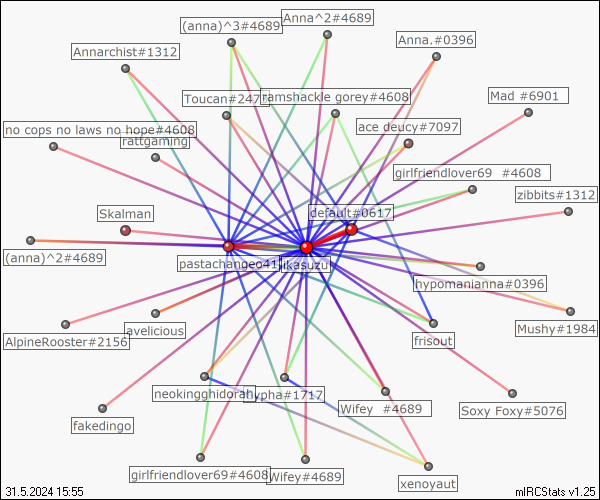 Anna^2#4689
(anna)^3#4689
Anna.#0396
Annarchist#1312
Mad #6901
Toucan#247
ramshackle gorey#4608
ace deucy#7097
no cops no laws no hope#4608
rattgaming
girlfriendlover69 #4608
zibbits#1312
Skalman
default#0617
(anna)^2#4689
pastachange041
ikasuzu
hypomanianna#0396
AlpineRooster#2156
avelicious
frisout
Mushy#1984
neokingghidorah
hypha#1717
Wifey #4689
Soxy Foxy#5076
fakedingo
girlfriendlover69#4608
Wifey#4689
xenoyaut
31.5.2024 15:55
mIRCStats v1.25